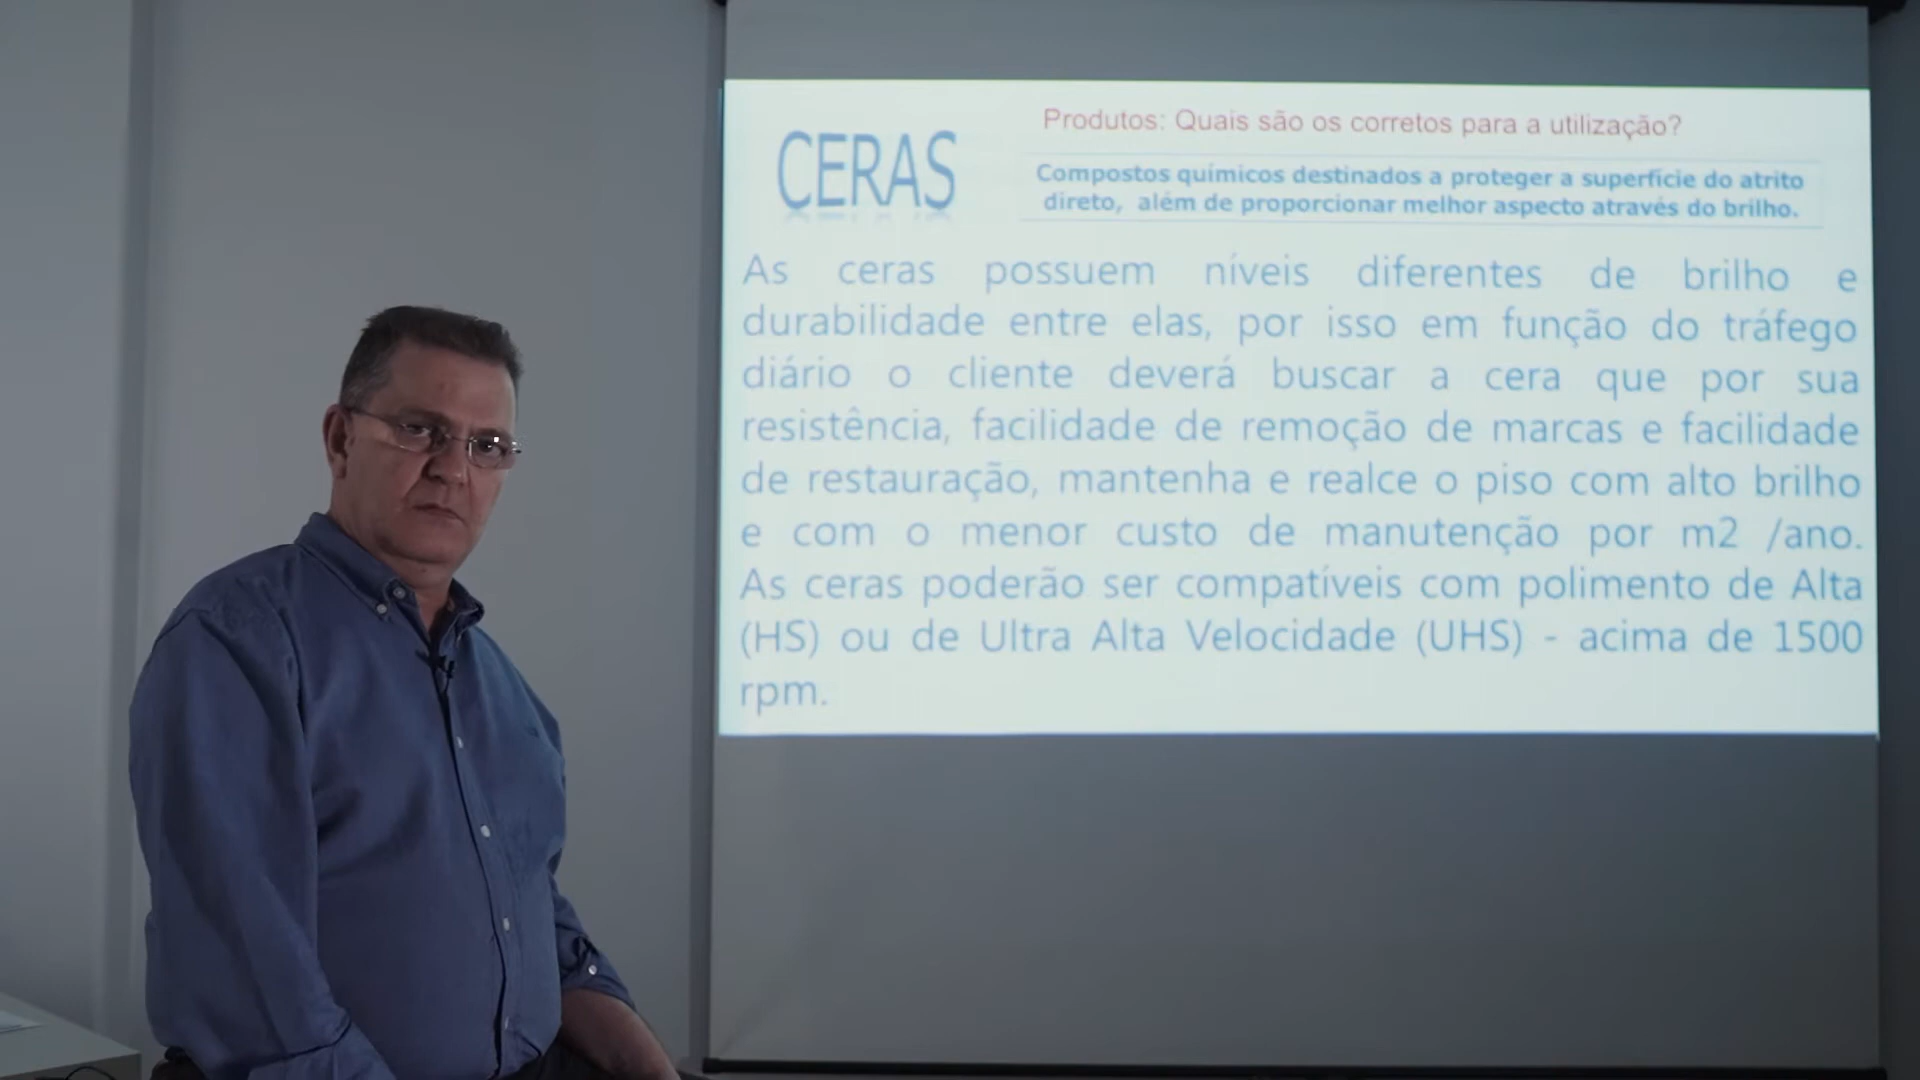 Produtos: Quais são os corretos para a utilização?
CERAS
Compostos químicos destinados a proteger a superfície do atrito
direto, além de proporcionar melhor aspecto através do brilho.
As ceras possuem níveis diferentes de brilho e
durabilidade entre elas, por isso em função do tráfego
diário o cliente deverá buscar a cera que por sua
resistência, facilidade de remoção de marcas e facilidade
de restauração, mantenha e realce o piso com alto brilho
e com o menor custo de manutenção por m2 /ano.
As ceras poderão ser compatíveis com polimento de Alta
(HS) ou de Ultra Alta Velocidade (UHS) - acima de 1500
rpm.